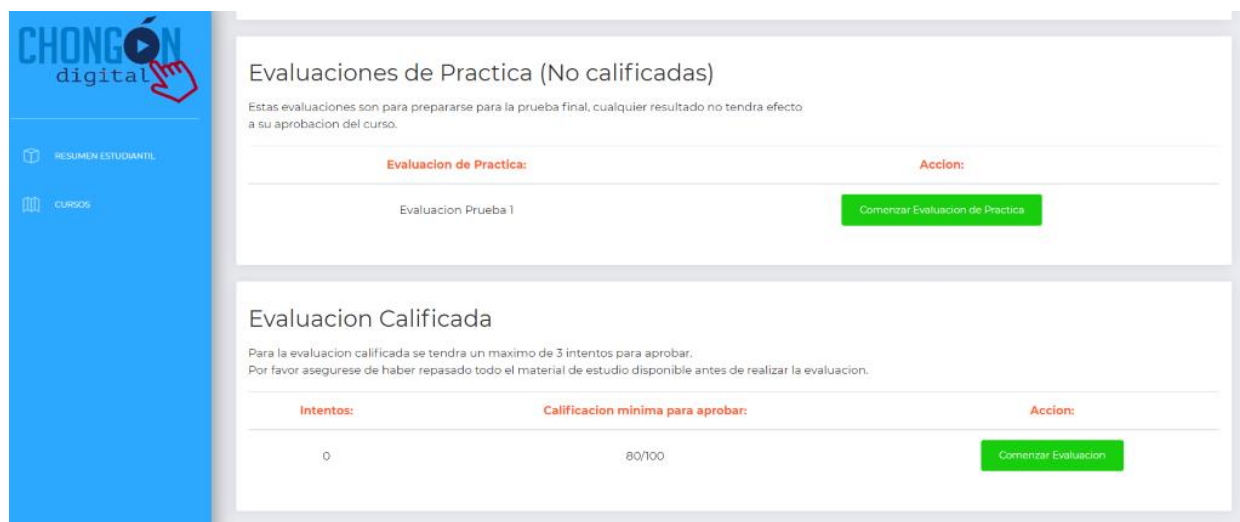 CHONGÓN
digital
RESUMEN ESTUDIANTIL
CURSOS
Evaluaciones de Practica (No calificadas)
Estas evaluaciones son para prepararse para la prueba final, cualquier resultado no tendra efecto
a su aprobacion del curso.
Evaluacion de Practica: Accion:
Evaluacion Prueba 1 Comenzar Evaluacion de Practica
Evaluacion Calificada
Para la evaluacion calificada se tendra un maximo de 3 intentos para aprobar.
Por favor asegurese de haber repasado todo el material de estudio disponible antes de realizar la evaluacion.
Intentos: Calificacion minima para aprobar: Accion:
0 80/100 Comenzar Evaluacion